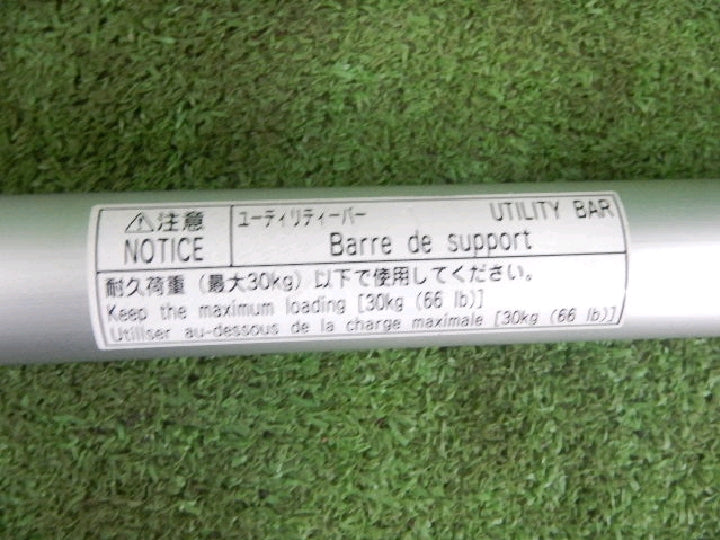 ⚠注意
NOTICE
ユーティリティーバー UTILITY BAR
Barre de support
耐久荷重（最大30kg）以下で使用してください。
Keep the maximum loading [30kg (66 lb)]
Utiliser au-dessous de la charge maximale [30kg (66 lb)]